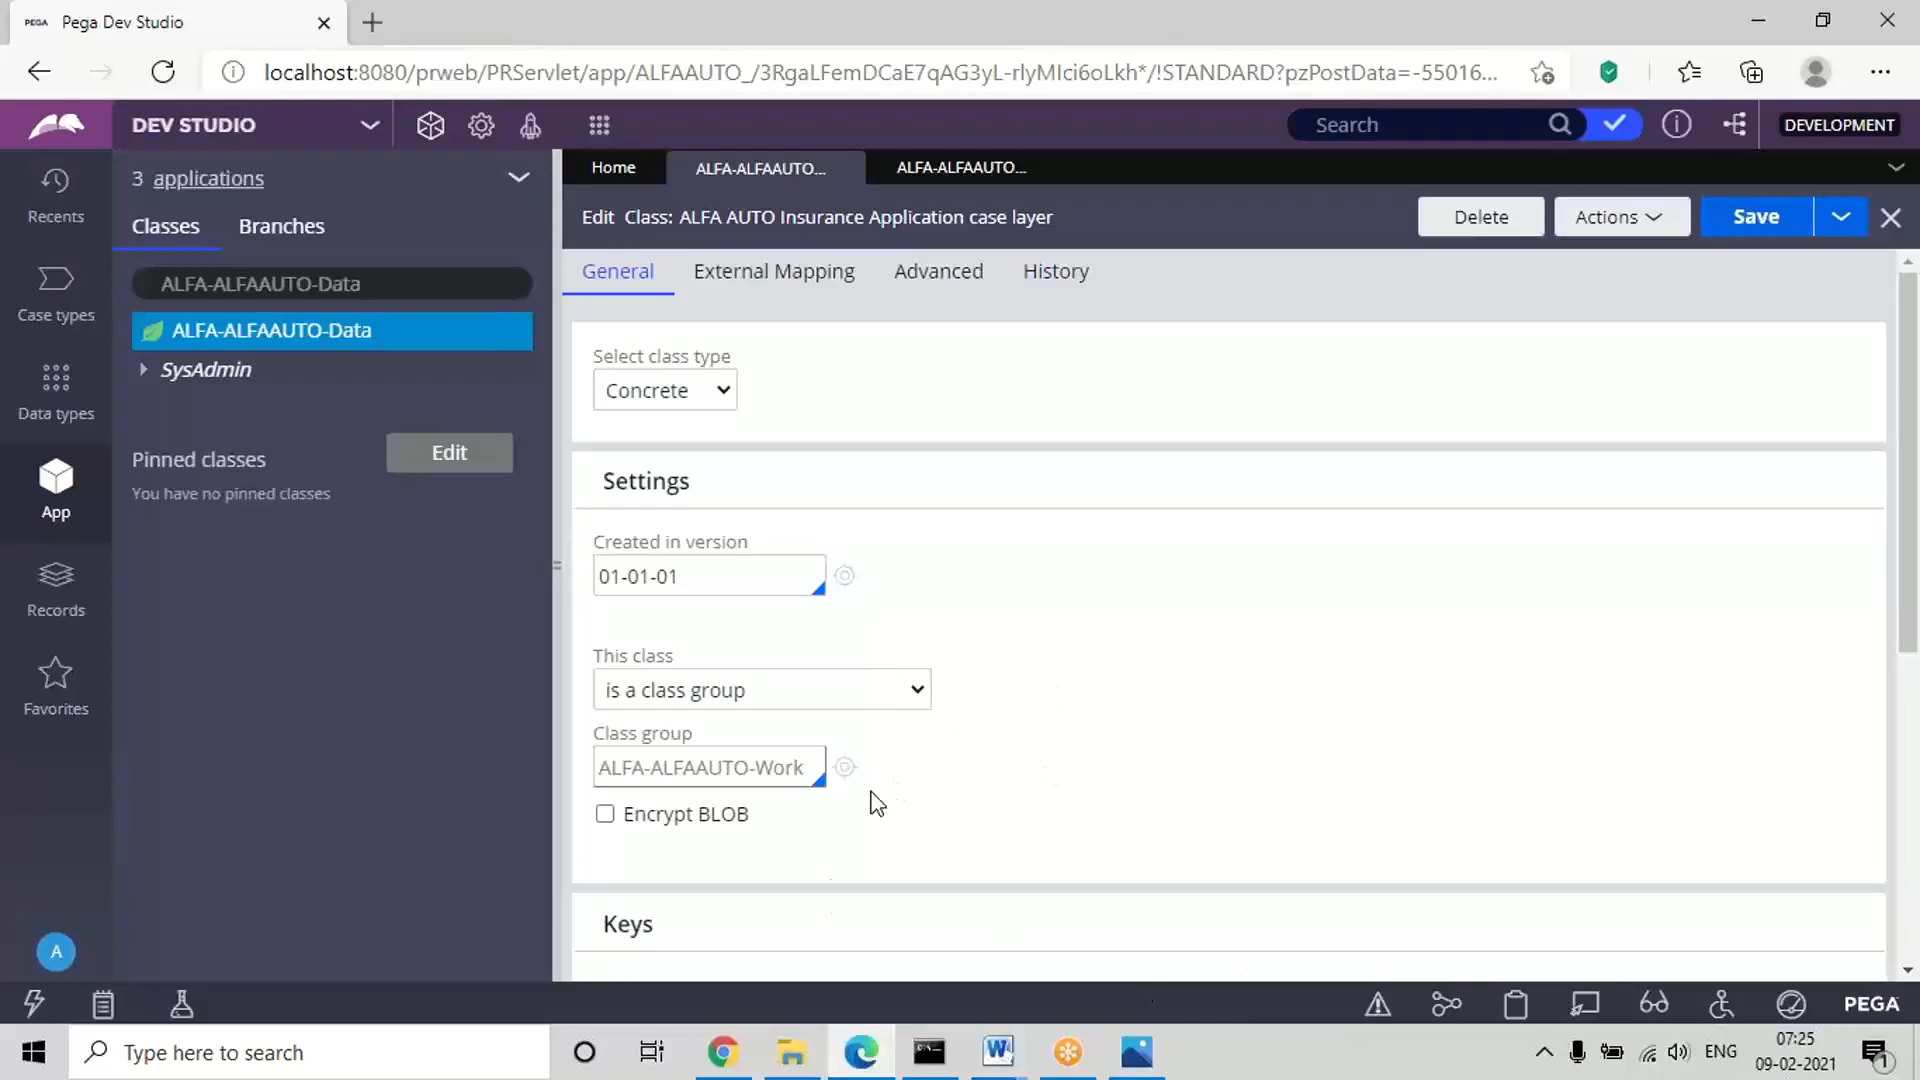 PEGA Pega Dev Studio
localhost:8080/prweb/PRServlet/app/ALFAAUTO_/3RgaLFemDCaE7qAG3yL-rlyMIci6oLkh*/!STANDARD?pzPostData=-55016...
DEV STUDIO
Search
DEVELOPMENT
Recents
Case types
Data types
App
Records
Favorites
A
3 applications
Classes Branches
ALFA-ALFAAUTO-Data
ALFA-ALFAAUTO-Data
SysAdmin
Pinned classes Edit
You have no pinned classes
Home ALFA-ALFAAUTO... ALFA-ALFAAUTO...
Edit Class: ALFA AUTO Insurance Application case layer Delete Actions Save
General External Mapping Advanced History
Select class type
Concrete
Settings
Created in version
01-01-01
This class
is a class group
Class group
ALFA-ALFAAUTO-Work
Encrypt BLOB
Keys
PEGA
Type here to search
ENG
07:25
09-02-2021
1